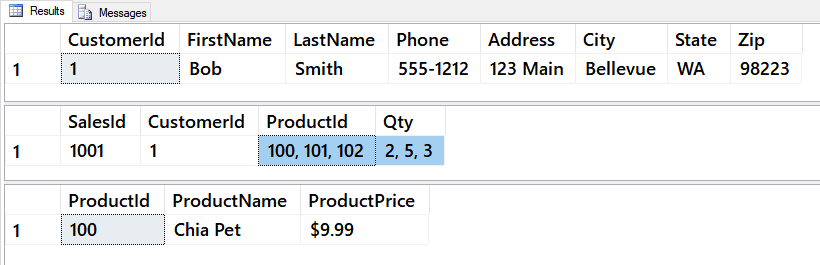 Results Messages
CustomerId FirstName LastName Phone Address City State Zip
1 1 Bob Smith 555-1212 123 Main Bellevue WA 98223
SalesId CustomerId ProductId Qty
1 1001 1 100, 101, 102 2, 5, 3
ProductId ProductName ProductPrice
1 100 Chia Pet $9.99